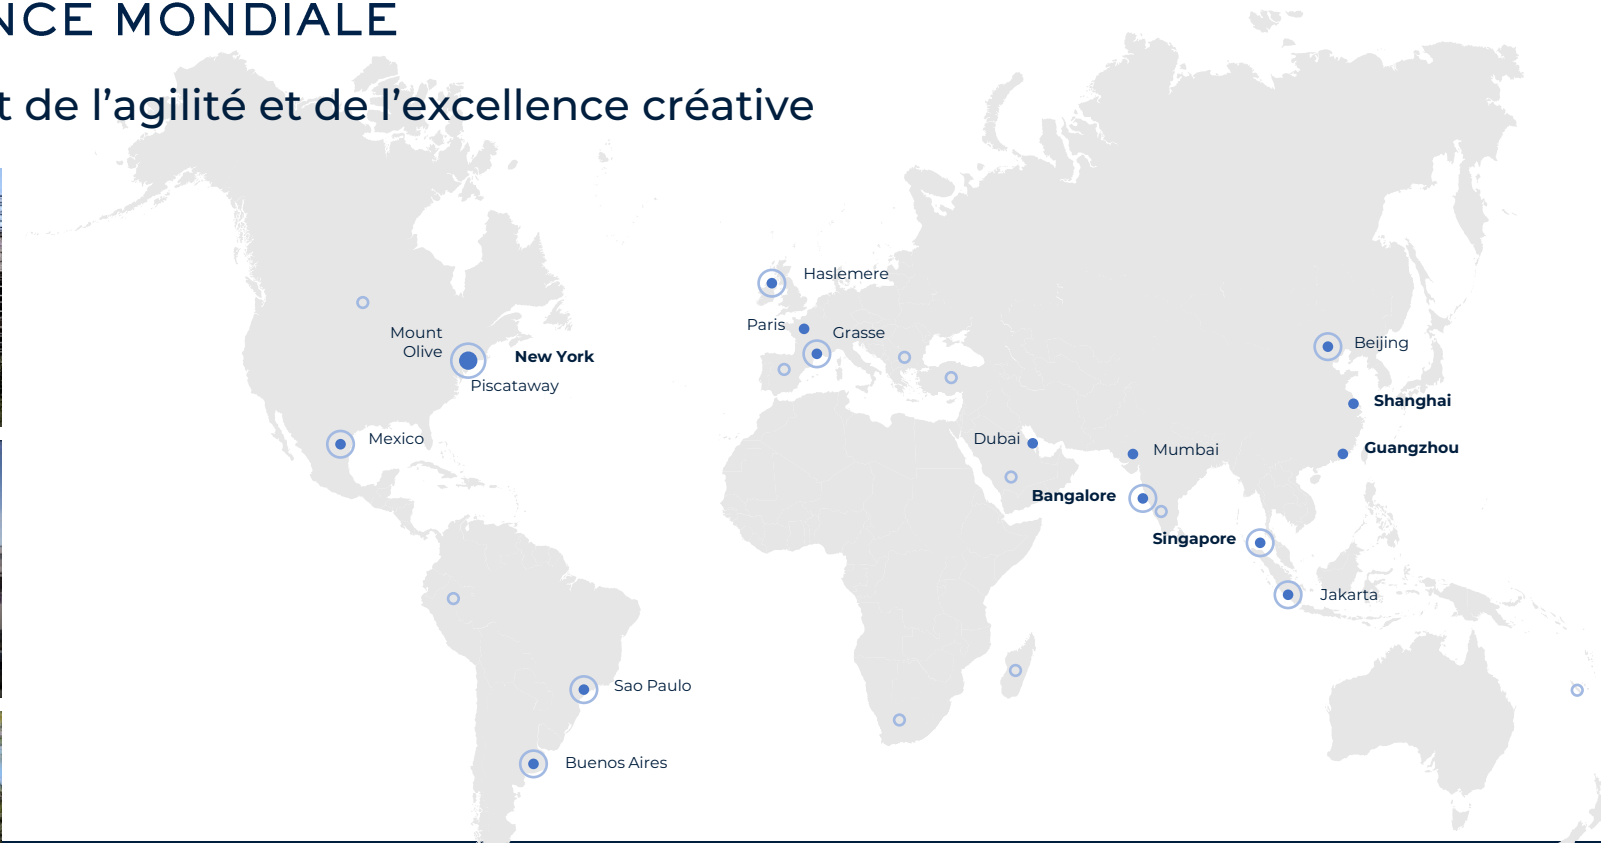 NCE MONDIALE
t de l’agilité et de l’excellence créative
Haslemere
Paris
Grasse
Mount
Olive
New York
Piscataway
Beijing
Shanghai
Mexico
Dubai
Mumbai
Guangzhou
Bangalore
Singapore
Jakarta
Sao Paulo
Buenos Aires